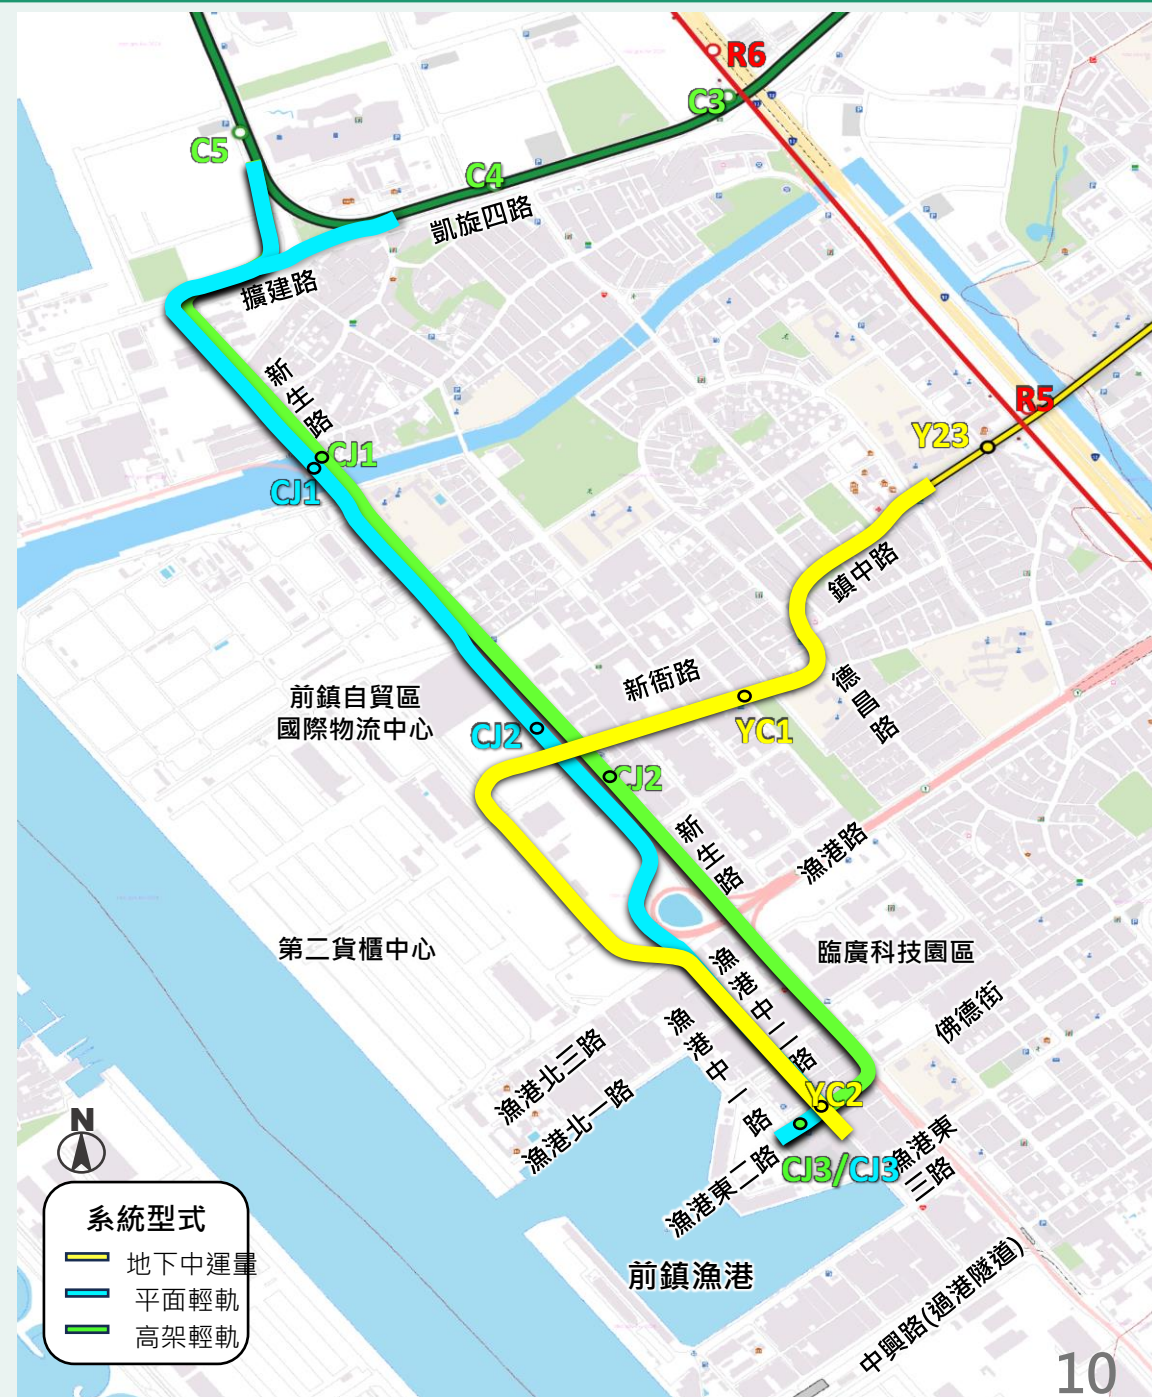 R6
C3
C5
C4
凱旋四路
擴建路
新生路
R5
Y23
CJ1
CJ1
鎮中路
新衙路
德昌路
前鎮自貿區
國際物流中心
YC1
CJ2
CJ2
新生路
漁港路
第二貨櫃中心
臨廣科技園區
漁港中二路
佛德街
漁港中一路
漁港北三路
漁港北一路
YC2
漁港東二路
CJ3/CJ3
漁港東
三路
前鎮漁港
中興路(過港隧道)
N
系統型式
地下中運量
平面輕軌
高架輕軌
10